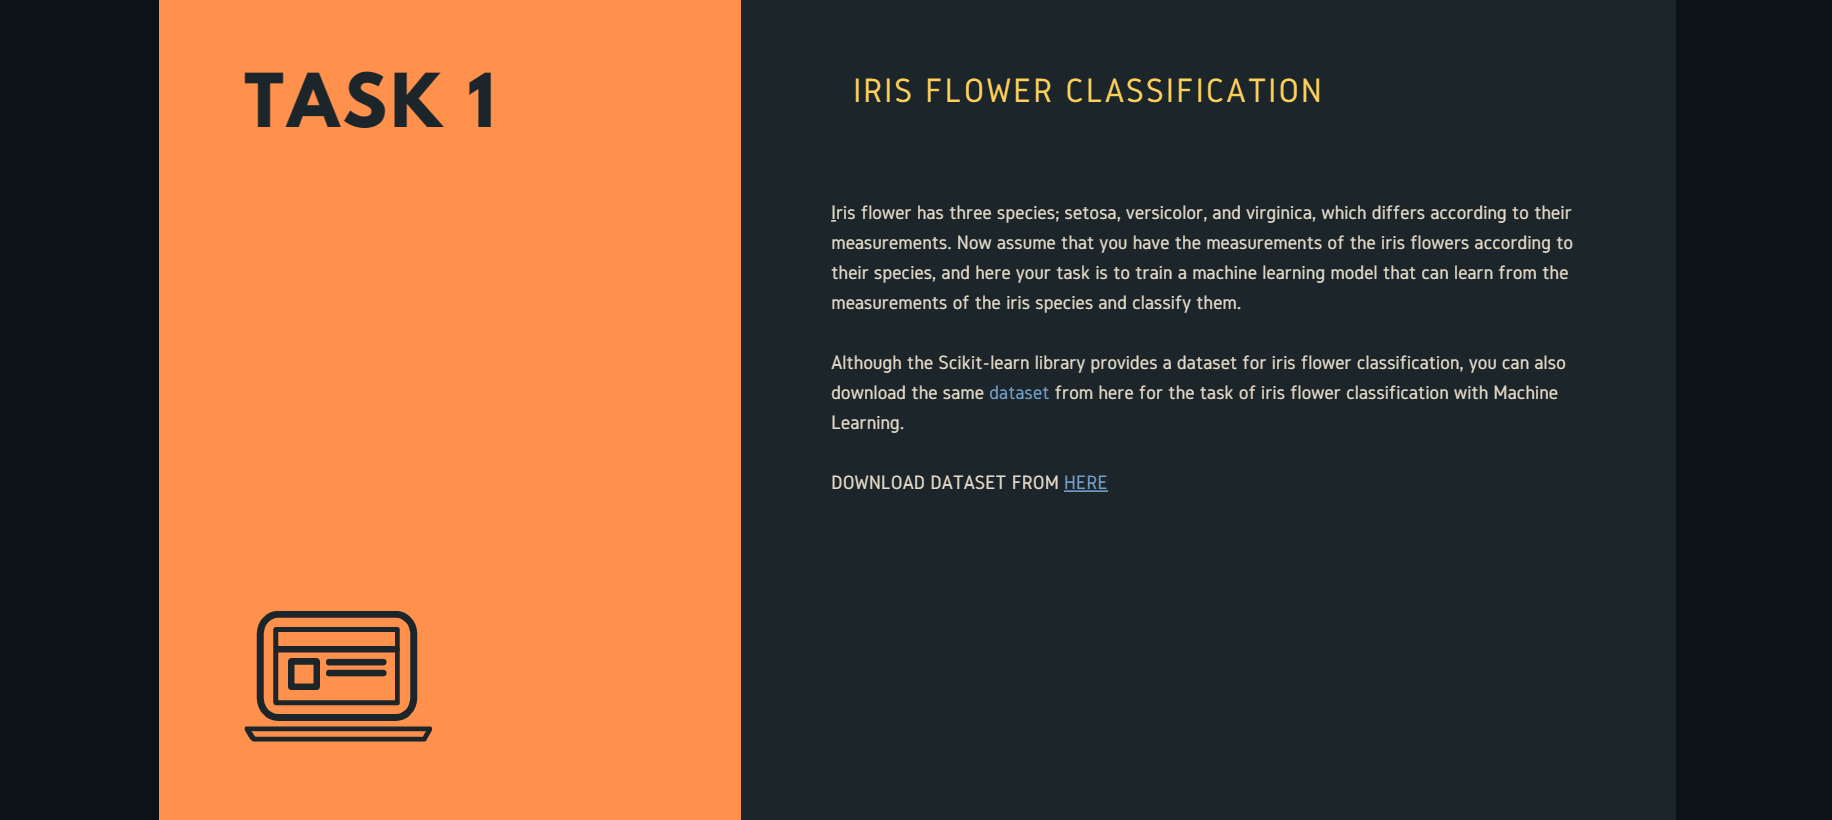 TASK 1
IRIS FLOWER CLASSIFICATION
Iris flower has three species; setosa, versicolor, and virginica, which differs according to their
measurements. Now assume that you have the measurements of the iris flowers according to
their species, and here your task is to train a machine learning model that can learn from the
measurements of the iris species and classify them.
Although the Scikit-learn library provides a dataset for iris flower classification, you can also
download the same dataset from here for the task of iris flower classification with Machine
Learning.
DOWNLOAD DATASET FROM HERE